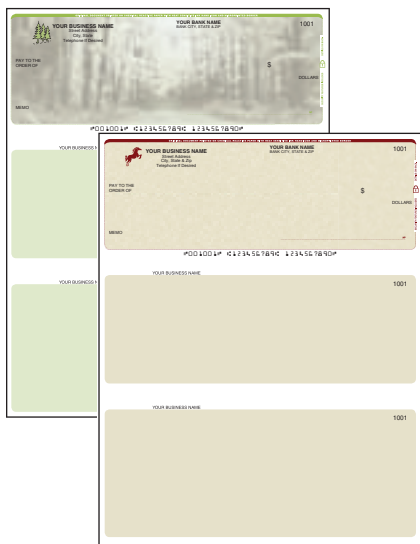 YOUR BUSINESS NAME
Street Address
City, State
Telephone If Desired
YOUR BANK NAME
BANK CITY, STATE & ZIP
1001
PAY TO THE
ORDER OF
$
DOLLARS
MEMO
⑈001001⑈ ⑆123456789⑆ 1234567890⑈
YOUR BUSINESS N
YOUR BUSINESS N
YOUR BUSINESS NAME
Street Address
City, State & Zip
Telephone If Desired
YOUR BANK NAME
BANK CITY, STATE & ZIP
1001
PAY TO THE
ORDER OF
$
DOLLARS
MEMO
⑈001001⑈ ⑆123456789⑆ 1234567890⑈
YOUR BUSINESS NAME
1001
YOUR BUSINESS NAME
1001